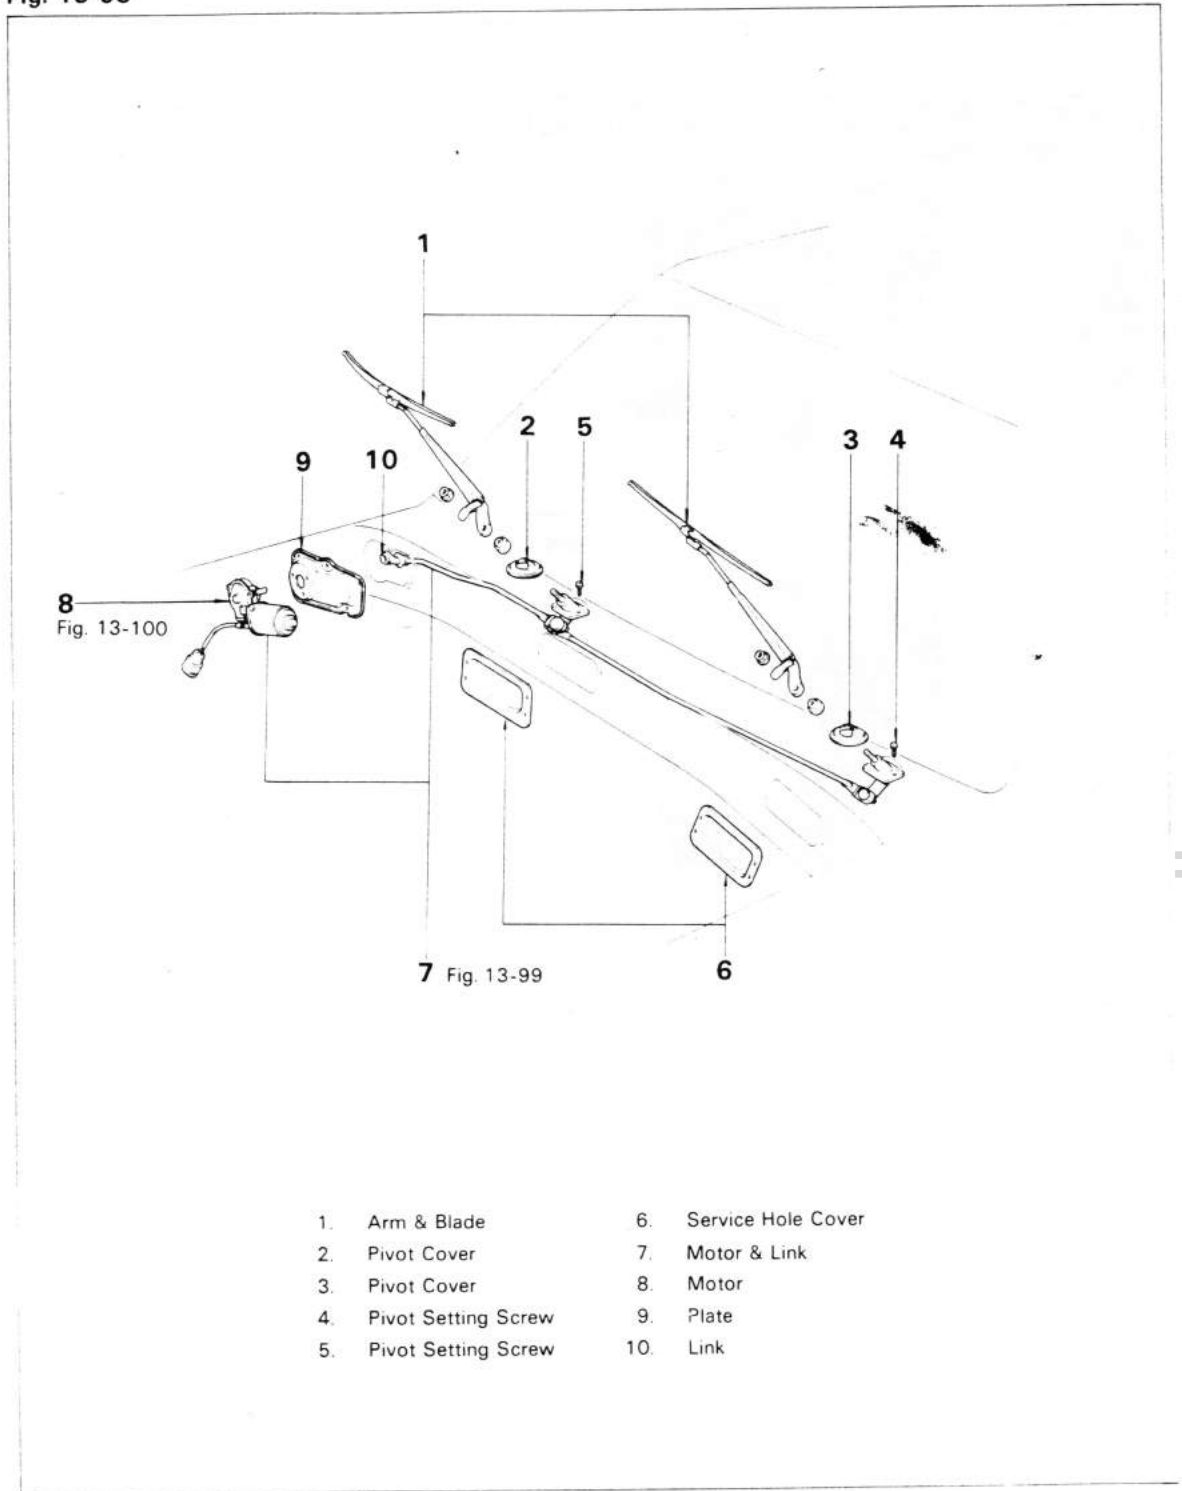 1
2
5
3
4
9
10
8
Fig. 13-100
7 Fig. 13-99
6
1. Arm & Blade
2. Pivot Cover
3. Pivot Cover
4. Pivot Setting Screw
5. Pivot Setting Screw
6. Service Hole Cover
7. Motor & Link
8. Motor
9. Plate
10. Link